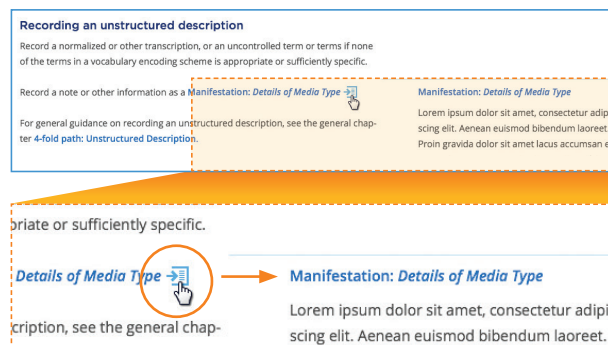 Recording an unstructured description
Record a normalized or other transcription, or an uncontrolled term or terms if none
of the terms in a vocabulary encoding scheme is appropriate or sufficiently specific.
Record a note or other information as a Manifestation: Details of Media Type
For general guidance on recording an unstructured description, see the general chap-
ter 4-fold path: Unstructured Description.
Manifestation: Details of Media Type
Lorem ipsum dolor sit amet, consectetur adip
scing elit. Aenean euismod bibendum laoreet.
Proin gravida dolor sit amet lacus accumsan e
priate or sufficiently specific.
Details of Media Type
cription, see the general chap-
Manifestation: Details of Media Type
Lorem ipsum dolor sit amet, consectetur adipi
scing elit. Aenean euismod bibendum laoreet.